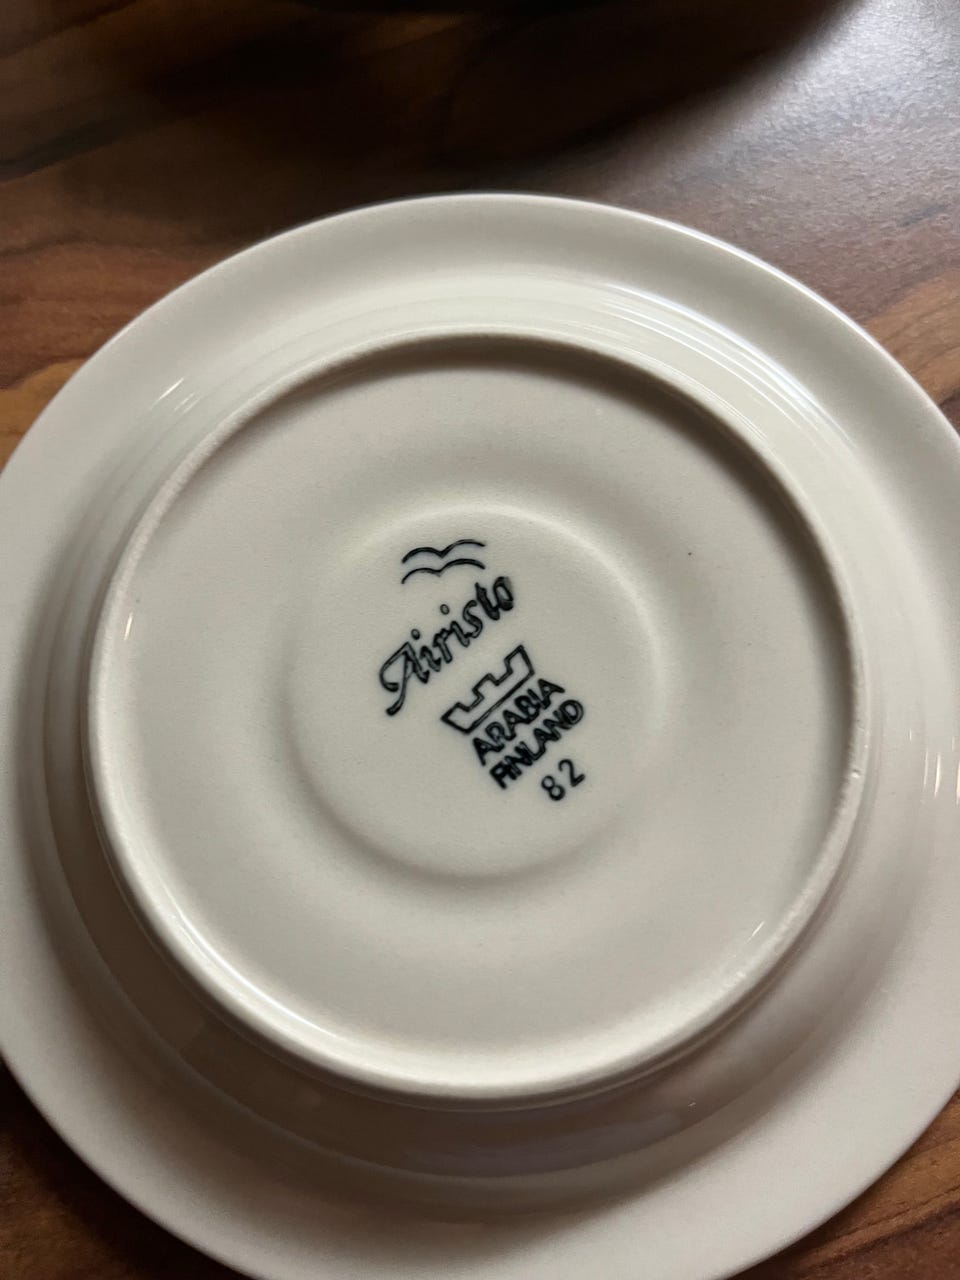 Airisto
ARABIA
FINLAND
82